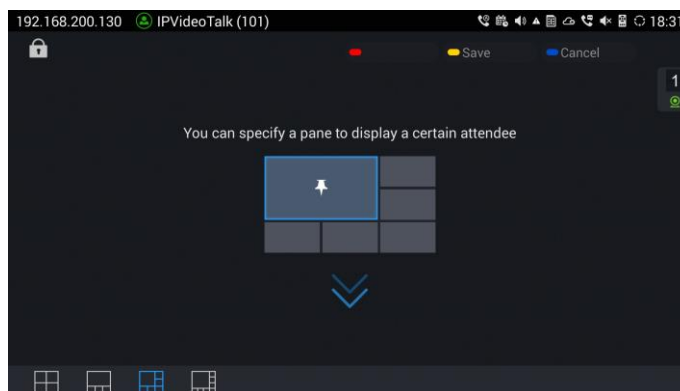 192.168.200.130 IPVideoTalk (101) 18:31
Save Cancel
1
You can specify a pane to display a certain attendee